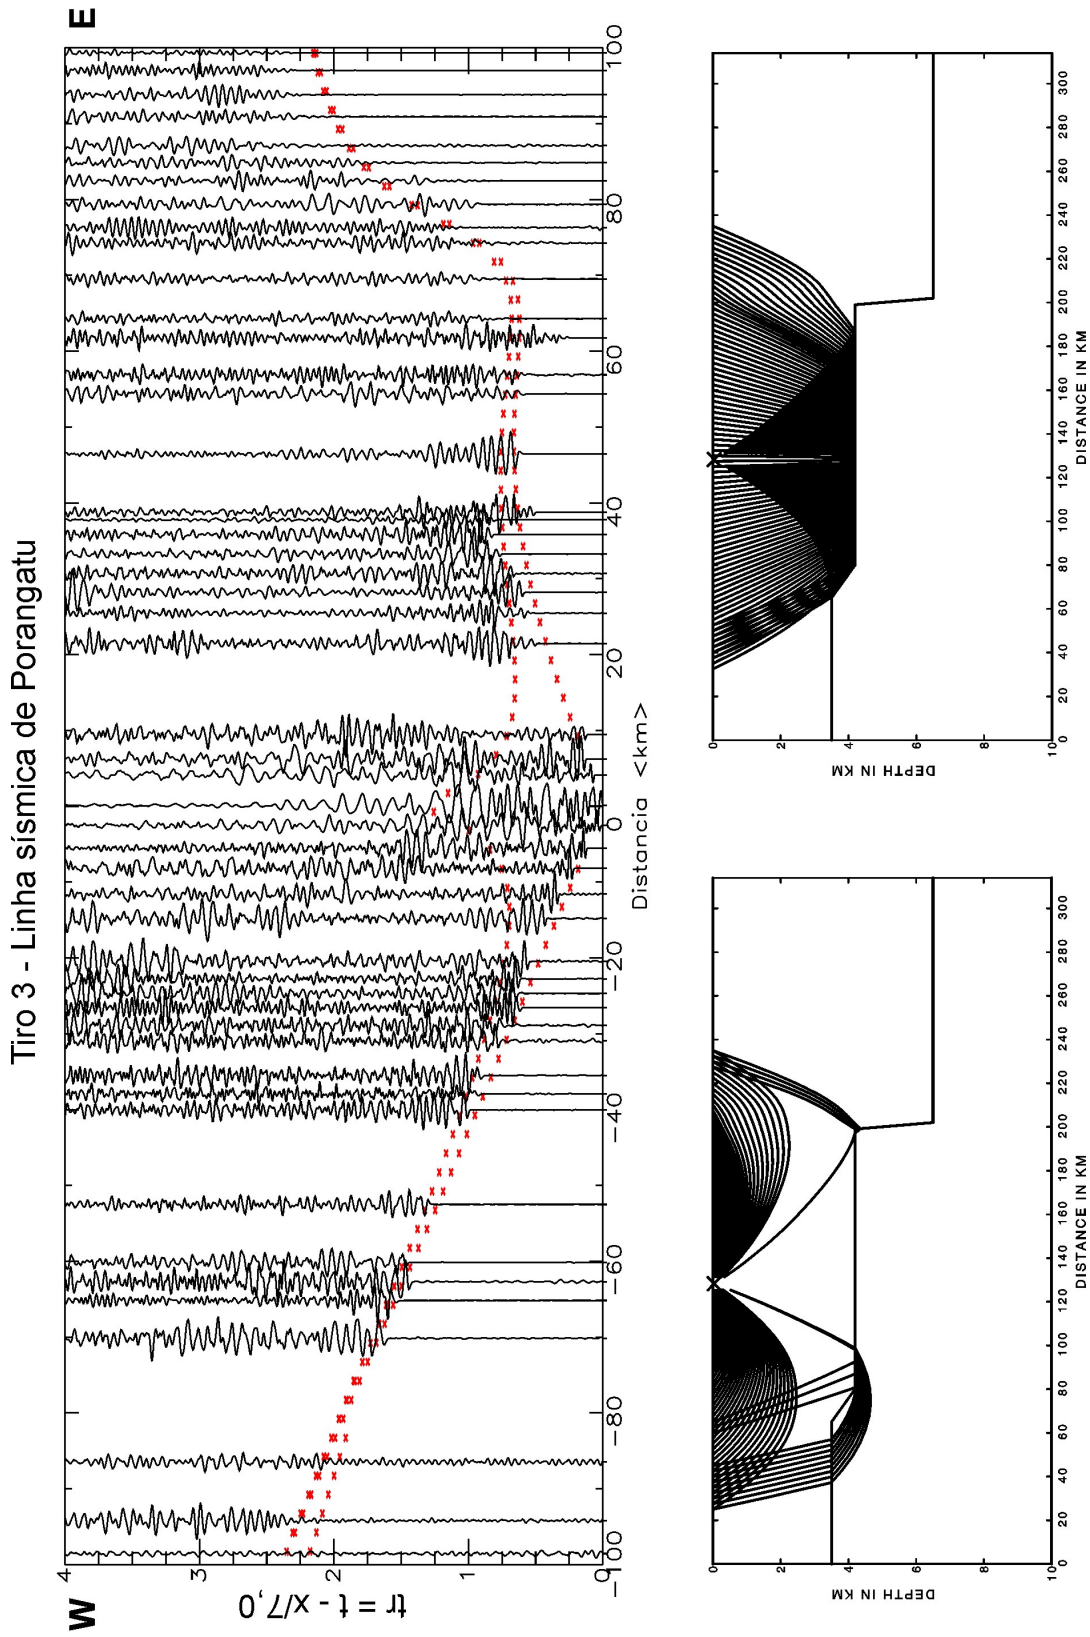 Tiro 3 - Linha sísmica de Porangatu
W E
tr = t - x/7,0
4
3
2
1
0
-100 -80 -60 -40 -20 0 20 40 60 80 100
Distancia <km>
DEPTH IN KM
0
2
4
6
8
10
0 20 40 60 80 100 120 140 160 180 200 220 240 260 280 300
DISTANCE IN KM
DEPTH IN KM
0
2
4
6
8
10
0 20 40 60 80 100 120 140 160 180 200 220 240 260 280 300
DISTANCE IN KM